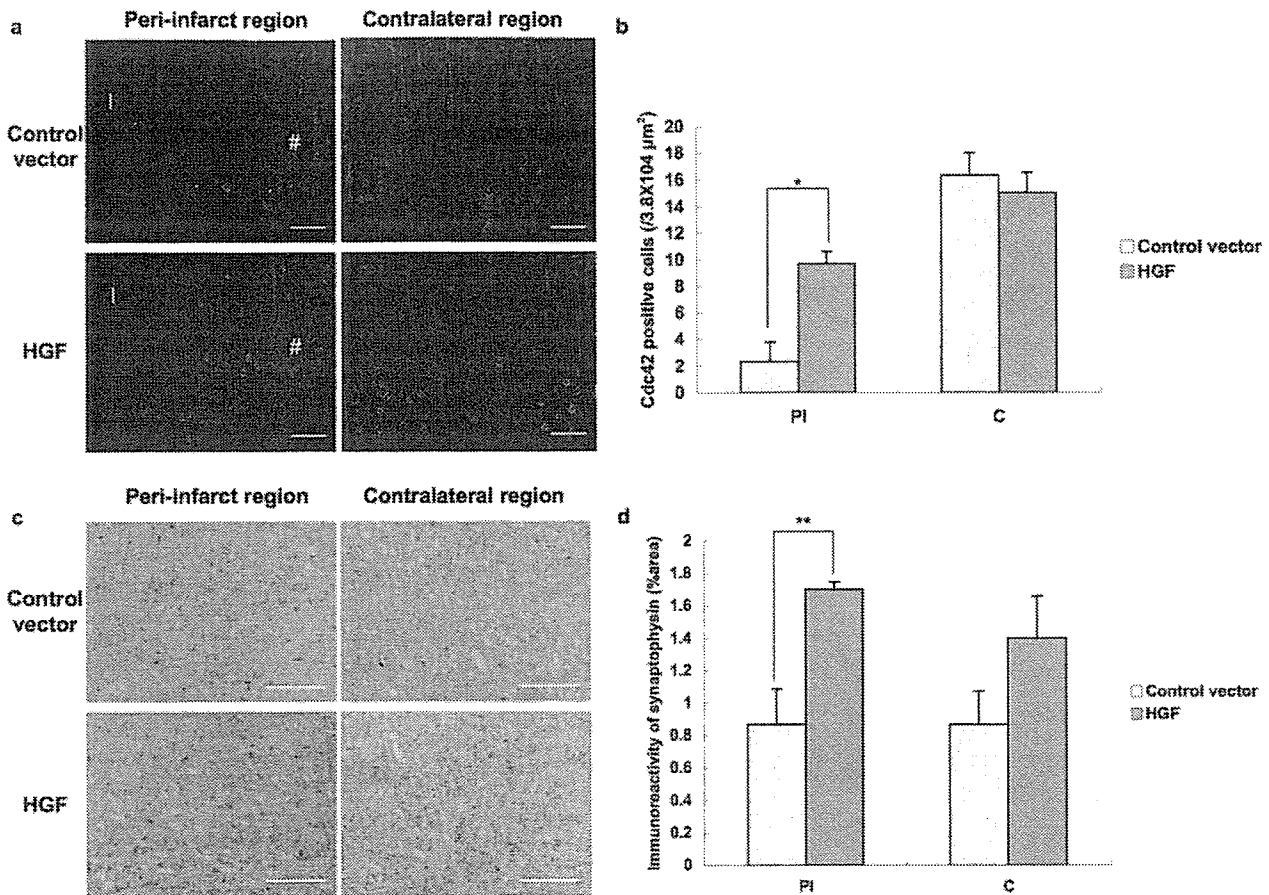 a
Peri-infarct region
Contralateral region
Control
vector
I
#
HGF
I
#
b
Cdc42 positive cells (/3.8X104 µm²)
20
18
16
14
12
10
8
6
4
2
0
*
PI
C
Control vector
HGF
c
Peri-infarct region
Contralateral region
Control
vector
HGF
d
Immunoreactivity of synaptophysin (%area)
2
1.8
1.6
1.4
1.2
1
0.8
0.6
0.4
0.2
0
**
PI
C
Control vector
HGF